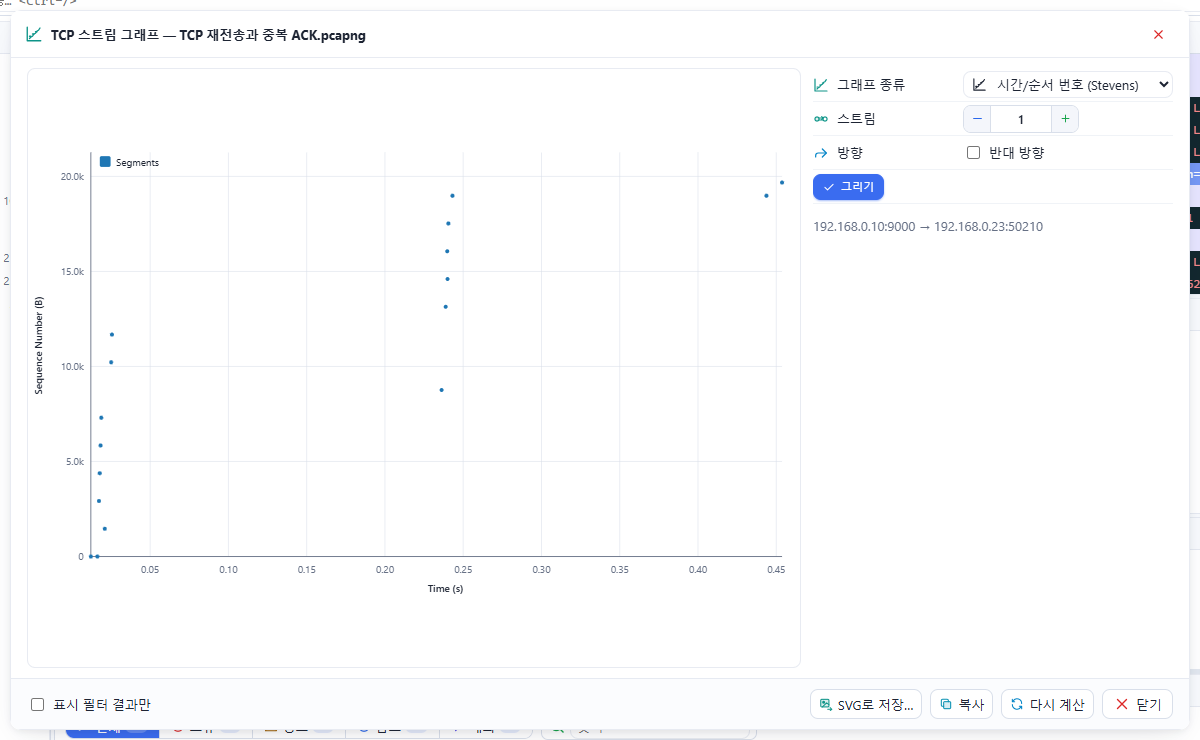 TCP 스트림 그래프 — TCP 재전송과 중복 ACK.pcapng
Segments
20.0k
15.0k
10.0k
5.0k
0
Sequence Number (B)
0.05 0.10 0.15 0.20 0.25 0.30 0.35 0.40 0.45
Time (s)
그래프 종류 시간/순서 번호 (Stevens)
스트림 − 1 +
방향 반대 방향
그리기
192.168.0.10:9000 → 192.168.0.23:50210
표시 필터 결과만
SVG로 저장... 복사 다시 계산 닫기